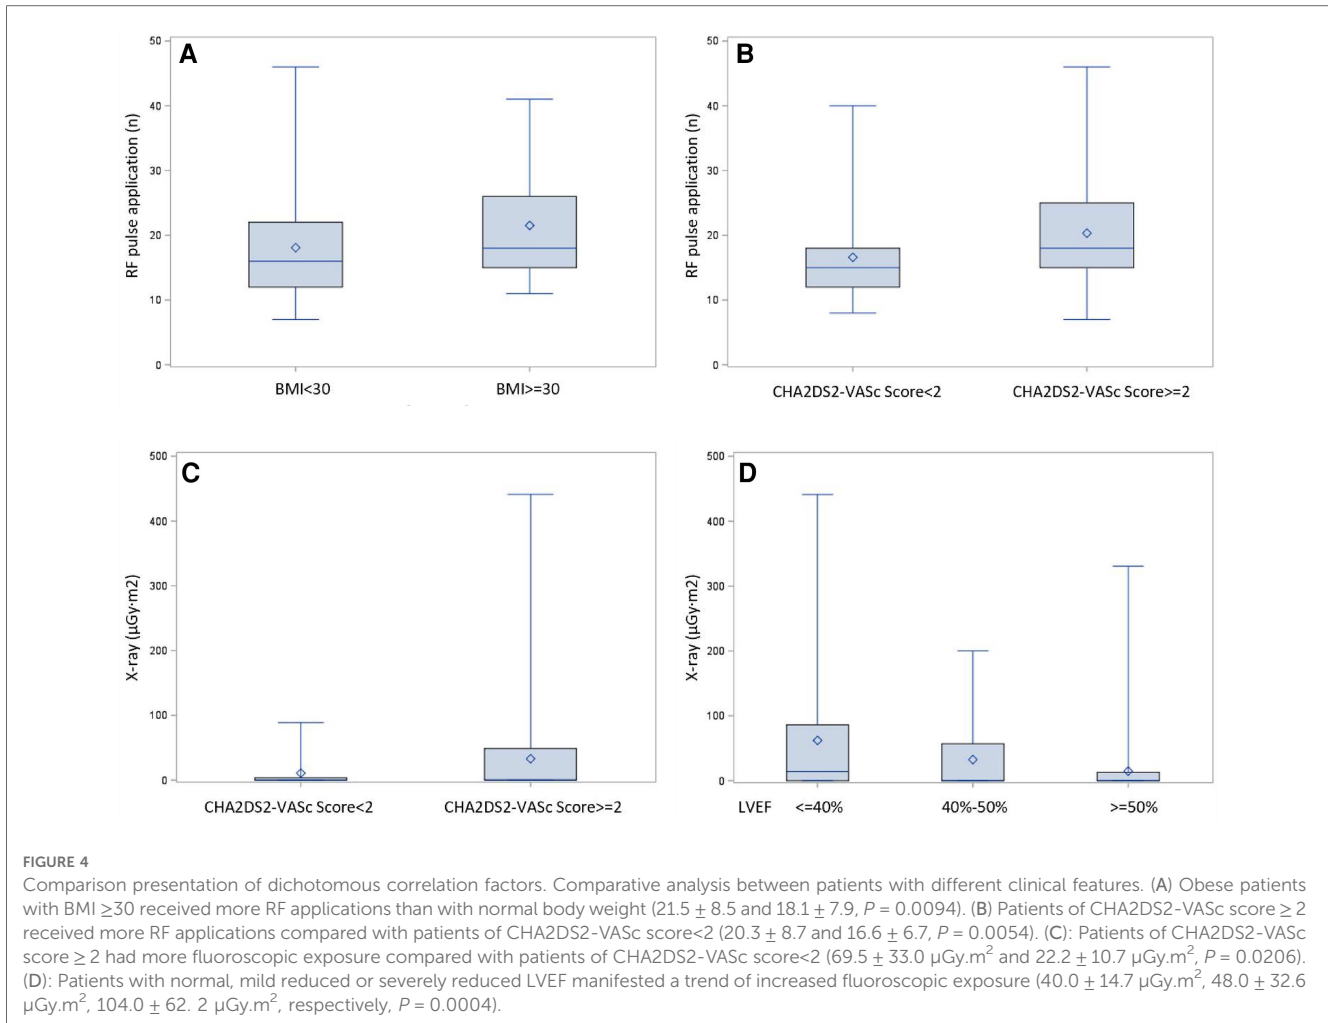 A
50
40
30
20
10
0
RF pulse application (n)
BMI<30 BMI>=30
B
50
40
30
20
10
0
RF pulse application (n)
CHA2DS2-VASc Score<2 CHA2DS2-VASc Score>=2
C
500
400
300
200
100
0
X-ray (μGy·m2)
CHA2DS2-VASc Score<2 CHA2DS2-VASc Score>=2
D
500
400
300
200
100
0
X-ray (μGy·m2)
LVEF <=40% 40%-50% >=50%
FIGURE 4
Comparison presentation of dichotomous correlation factors. Comparative analysis between patients with different clinical features. (A) Obese patients
with BMI ≥30 received more RF applications than with normal body weight (21.5 ± 8.5 and 18.1 ± 7.9, P = 0.0094). (B) Patients of CHA2DS2-VASc score ≥ 2
received more RF applications compared with patients of CHA2DS2-VASc score<2 (20.3 ± 8.7 and 16.6 ± 6.7, P = 0.0054). (C): Patients of CHA2DS2-VASc
score ≥ 2 had more fluoroscopic exposure compared with patients of CHA2DS2-VASc score<2 (69.5 ± 33.0 μGy.m² and 22.2 ± 10.7 μGy.m², P = 0.0206).
(D): Patients with normal, mild reduced or severely reduced LVEF manifested a trend of increased fluoroscopic exposure (40.0 ± 14.7 μGy.m², 48.0 ± 32.6
μGy.m², 104.0 ± 62. 2 μGy.m², respectively, P = 0.0004).